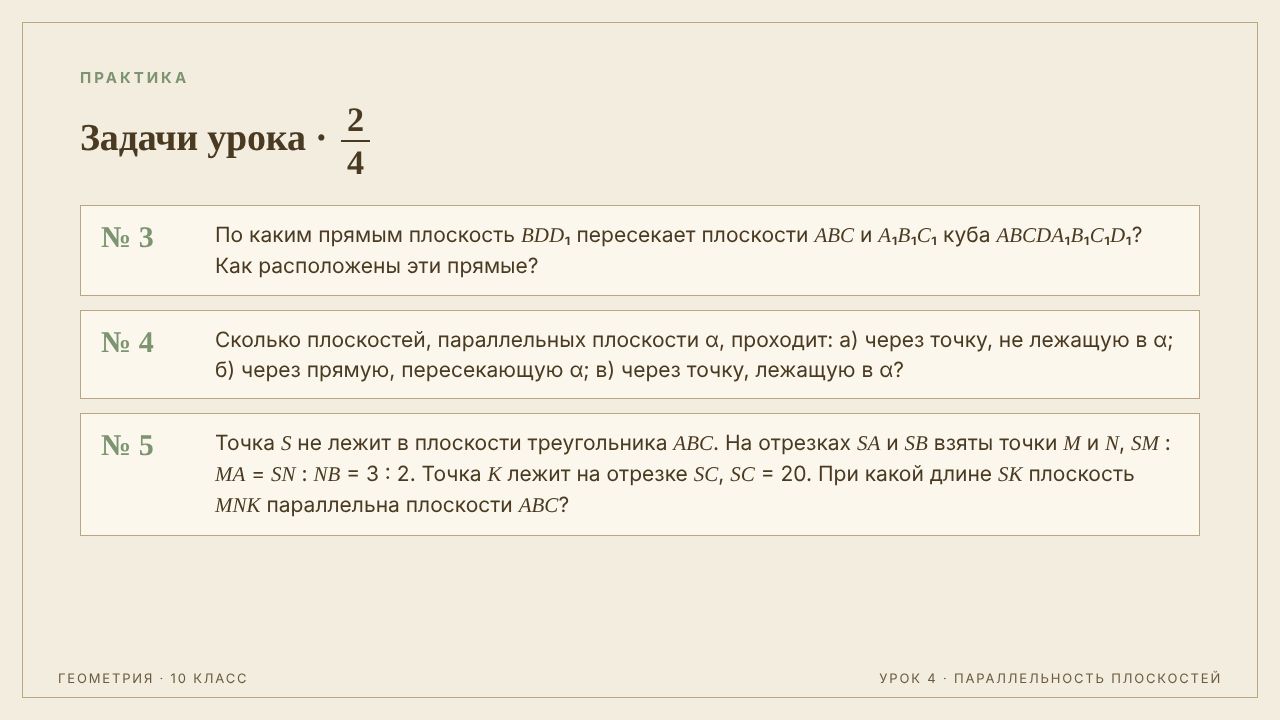 ПРАКТИКА
Задачи урока · 2/4
№ 3
По каким прямым плоскость BDD₁ пересекает плоскости ABC и A₁B₁C₁ куба ABCDA₁B₁C₁D₁?
Как расположены эти прямые?
№ 4
Сколько плоскостей, параллельных плоскости α, проходит: а) через точку, не лежащую в α;
б) через прямую, пересекающую α; в) через точку, лежащую в α?
№ 5
Точка S не лежит в плоскости треугольника ABC. На отрезках SA и SB взяты точки M и N, SM :
MA = SN : NB = 3 : 2. Точка K лежит на отрезке SC, SC = 20. При какой длине SK плоскость
MNK параллельна плоскости ABC?
ГЕОМЕТРИЯ · 10 КЛАСС
УРОК 4 · ПАРАЛЛЕЛЬНОСТЬ ПЛОСКОСТЕЙ